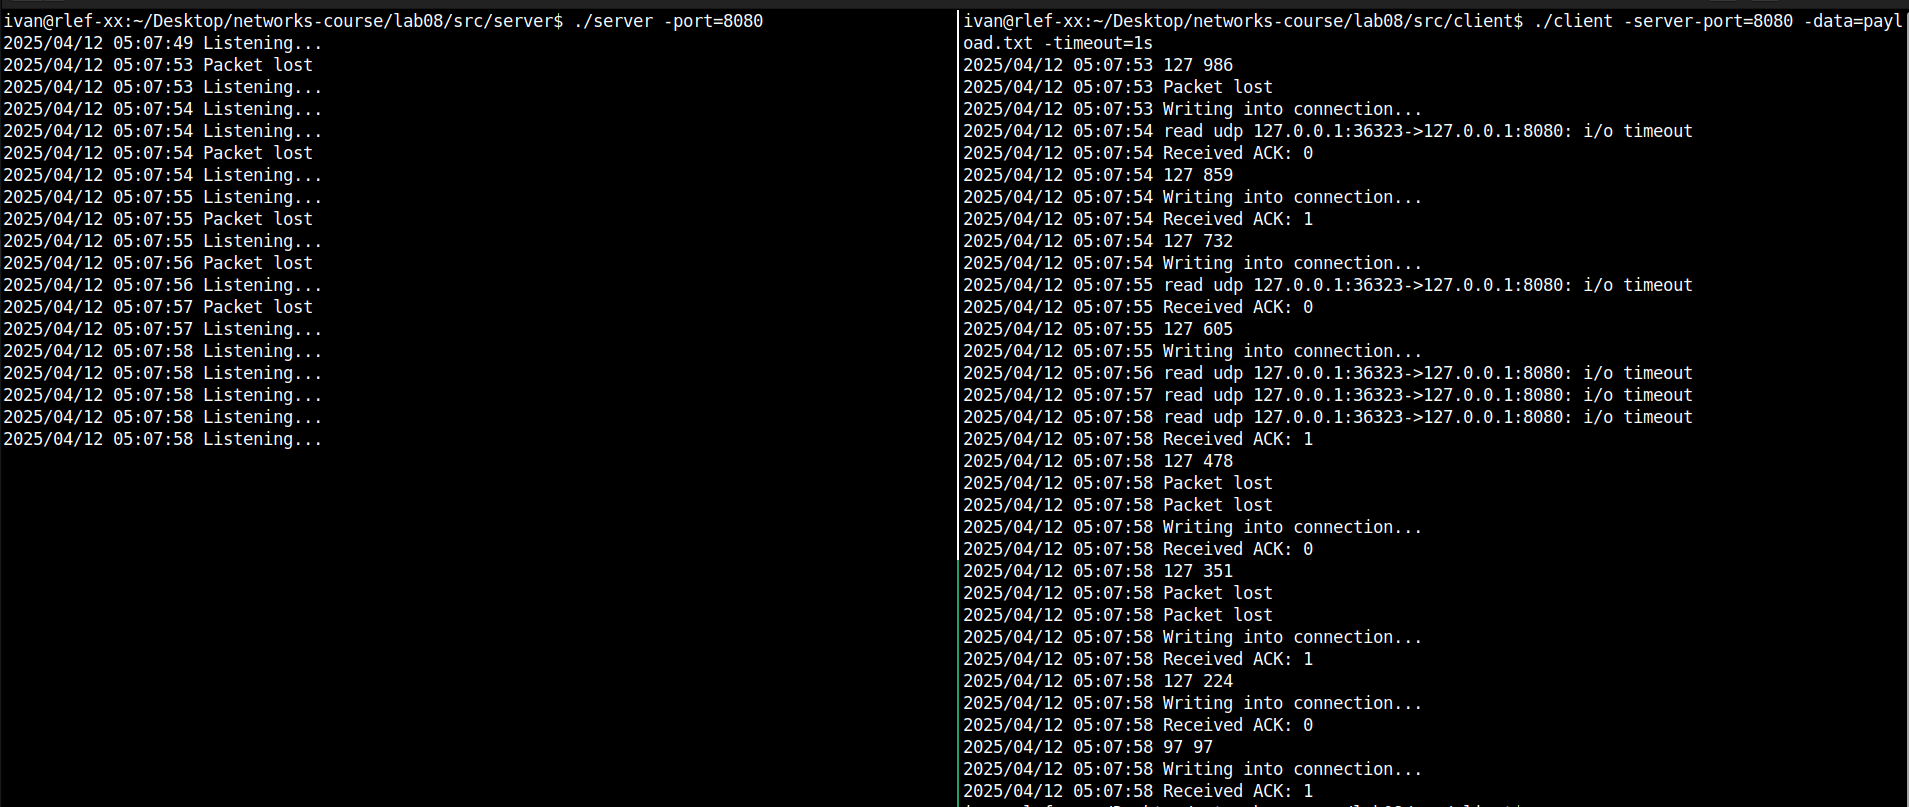 ivan@rlef-xx:~/Desktop/networks-course/lab08/src/server$ ./server -port=8080
2025/04/12 05:07:49 Listening...
2025/04/12 05:07:53 Packet lost
2025/04/12 05:07:53 Listening...
2025/04/12 05:07:54 Listening...
2025/04/12 05:07:54 Listening...
2025/04/12 05:07:54 Packet lost
2025/04/12 05:07:54 Listening...
2025/04/12 05:07:55 Listening...
2025/04/12 05:07:55 Packet lost
2025/04/12 05:07:55 Listening...
2025/04/12 05:07:56 Packet lost
2025/04/12 05:07:56 Listening...
2025/04/12 05:07:57 Packet lost
2025/04/12 05:07:57 Listening...
2025/04/12 05:07:58 Listening...
2025/04/12 05:07:58 Listening...
2025/04/12 05:07:58 Listening...
2025/04/12 05:07:58 Listening...
2025/04/12 05:07:58 Listening...
ivan@rlef-xx:~/Desktop/networks-course/lab08/src/client$ ./client -server-port=8080 -data=payl
oad.txt -timeout=1s
2025/04/12 05:07:53 127 986
2025/04/12 05:07:53 Packet lost
2025/04/12 05:07:53 Writing into connection...
2025/04/12 05:07:54 read udp 127.0.0.1:36323->127.0.0.1:8080: i/o timeout
2025/04/12 05:07:54 Received ACK: 0
2025/04/12 05:07:54 127 859
2025/04/12 05:07:54 Writing into connection...
2025/04/12 05:07:54 Received ACK: 1
2025/04/12 05:07:54 127 732
2025/04/12 05:07:54 Writing into connection...
2025/04/12 05:07:55 read udp 127.0.0.1:36323->127.0.0.1:8080: i/o timeout
2025/04/12 05:07:55 Received ACK: 0
2025/04/12 05:07:55 127 605
2025/04/12 05:07:55 Writing into connection...
2025/04/12 05:07:56 read udp 127.0.0.1:36323->127.0.0.1:8080: i/o timeout
2025/04/12 05:07:57 read udp 127.0.0.1:36323->127.0.0.1:8080: i/o timeout
2025/04/12 05:07:58 read udp 127.0.0.1:36323->127.0.0.1:8080: i/o timeout
2025/04/12 05:07:58 Received ACK: 1
2025/04/12 05:07:58 127 478
2025/04/12 05:07:58 Packet lost
2025/04/12 05:07:58 Packet lost
2025/04/12 05:07:58 Writing into connection...
2025/04/12 05:07:58 Received ACK: 0
2025/04/12 05:07:58 127 351
2025/04/12 05:07:58 Packet lost
2025/04/12 05:07:58 Packet lost
2025/04/12 05:07:58 Writing into connection...
2025/04/12 05:07:58 Received ACK: 1
2025/04/12 05:07:58 127 224
2025/04/12 05:07:58 Writing into connection...
2025/04/12 05:07:58 Received ACK: 0
2025/04/12 05:07:58 97 97
2025/04/12 05:07:58 Writing into connection...
2025/04/12 05:07:58 Received ACK: 1